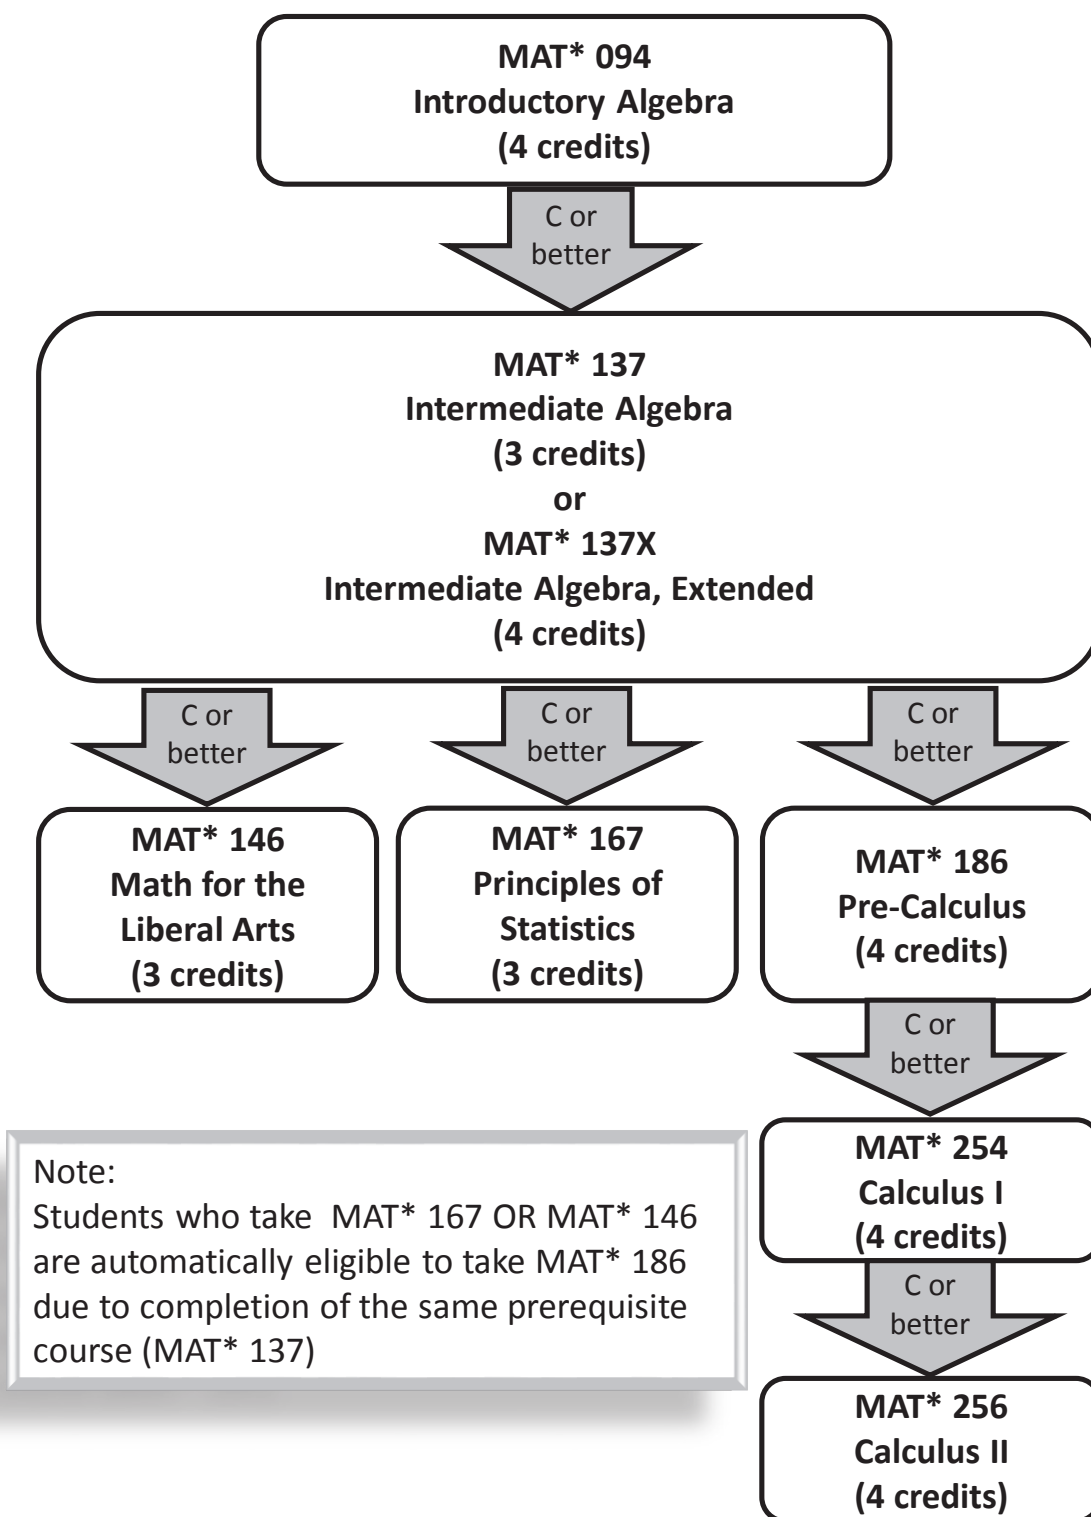 MAT* 094
Introductory Algebra
(4 credits)
C or
better
MAT* 137
Intermediate Algebra
(3 credits)
or
MAT* 137X
Intermediate Algebra, Extended
(4 credits)
C or
better
C or
better
C or
better
MAT* 146
Math for the
Liberal Arts
(3 credits)
MAT* 167
Principles of
Statistics
(3 credits)
MAT* 186
Pre-Calculus
(4 credits)
C or
better
MAT* 254
Calculus I
(4 credits)
C or
better
MAT* 256
Calculus II
(4 credits)
Note:
Students who take MAT* 167 OR MAT* 146
are automatically eligible to take MAT* 186
due to completion of the same prerequisite
course (MAT* 137)